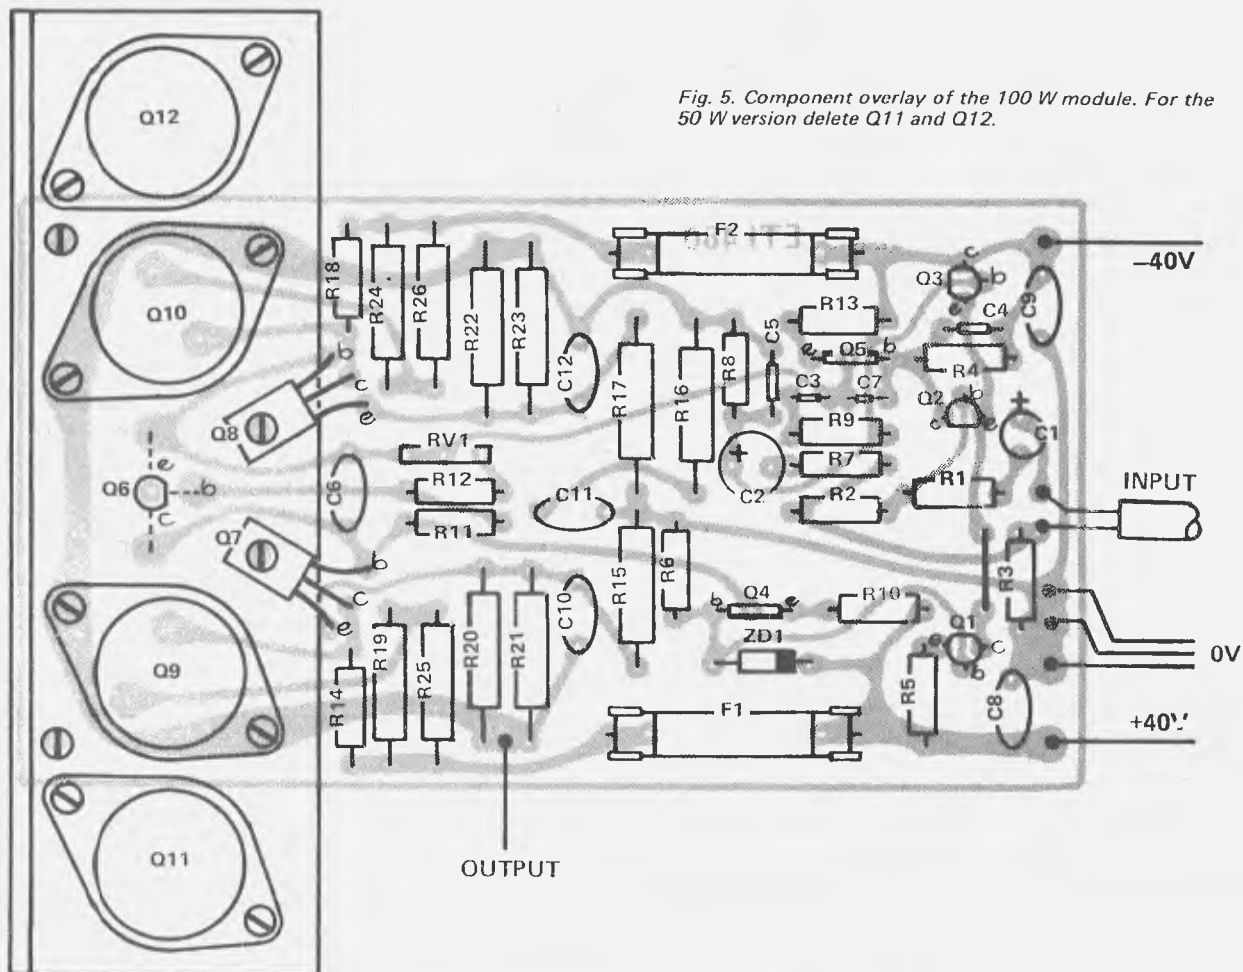 Fig. 5. Component overlay of the 100 W module. For the
50 W version delete Q11 and Q12.
Q12
Q10
Q8
Q6
Q7
Q9
Q11
b
c
e
e
b
c
b
c
e
R18
R24
R26
R22
R23
C12
R17
R16
R8
C5
F2
ETI 480
R13
e
Q5
b
C3
C7
R9
R7
R2
C2
+
Q3
c
b
e
C4
C9
R4
Q2
b
c
e
+
C1
R1
−40V
INPUT
RV1
R12
R11
C6
C11
R15
R6
b
Q4
e
R10
ZD1
R3
Q1
e
c
b
R5
C8
0V
+40V
R14
R19
R25
R20
R21
C10
F1
OUTPUT